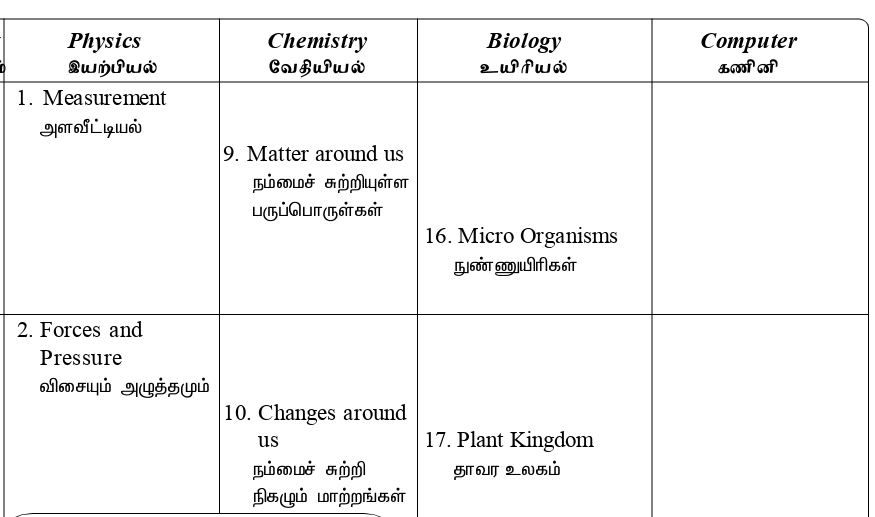 Physics
Chemistry
Biology
Computer
இயற்பியல்
வேதியியல்
உயிரியல்
கணினி
1. Measurement
அளவீட்டியல்
9. Matter around us
நம்மைச் சுற்றியுள்ள
பருப்பொருள்கள்
16. Micro Organisms
நுண்ணுயிரிகள்
2. Forces and
Pressure
விசையும் அழுத்தமும்
10. Changes around
us
நம்மைச் சுற்றி
நிகழும் மாற்றங்கள்
17. Plant Kingdom
தாவர உலகம்